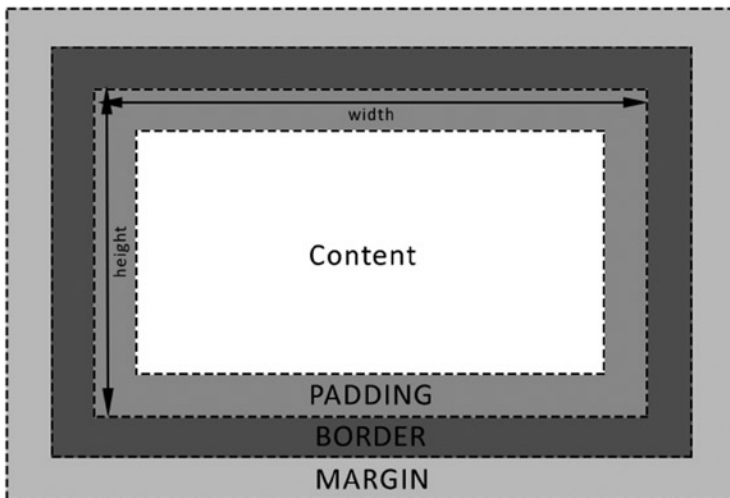 width
height
Content
PADDING
BORDER
MARGIN